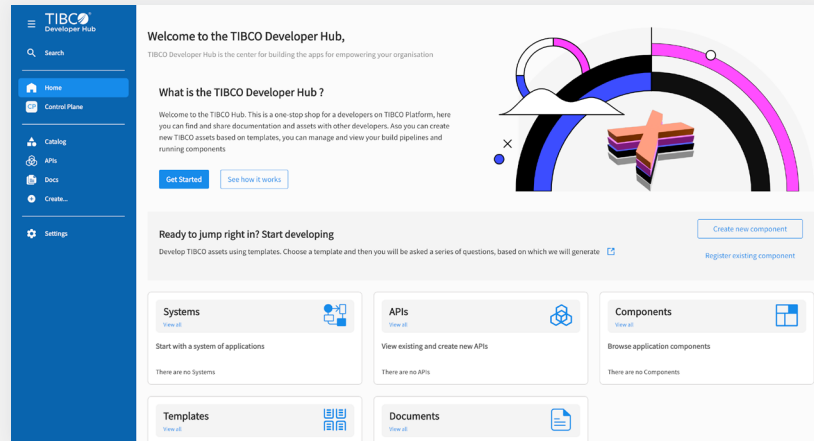 TIBCO®
Developer Hub
Search
Home
CP Control Plane
Catalog
APIs
Docs
Create...
Settings
Welcome to the TIBCO Developer Hub,
TIBCO Developer Hub is the center for building the apps for empowering your organisation
What is the TIBCO Developer Hub ?
Welcome to the TIBCO Hub. This is a one-stop shop for a developers on TIBCO Platform, here
you can find and share documentation and assets with other developers. Aso you can create
new TIBCO assets based on templates, you can manage and view your build pipelines and
running components
Get Started
See how it works
Ready to jump right in? Start developing
Develop TIBCO assets using templates. Choose a template and then you will be asked a series of questions, based on which we will generate
Create new component
Register existing component
Systems
View all
Start with a system of applications
There are no Systems
APIs
View all
View existing and create new APIs
There are no APIs
Components
View all
Browse application components
There are no Components
Templates
View all
Documents
View all